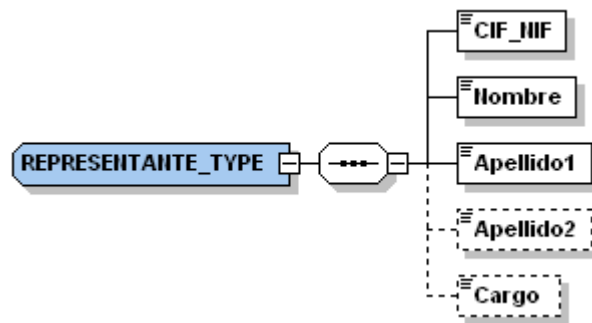 CIF_NIF
Nombre
REPRESENTANTE_TYPE
Apellido1
Apellido2
Cargo